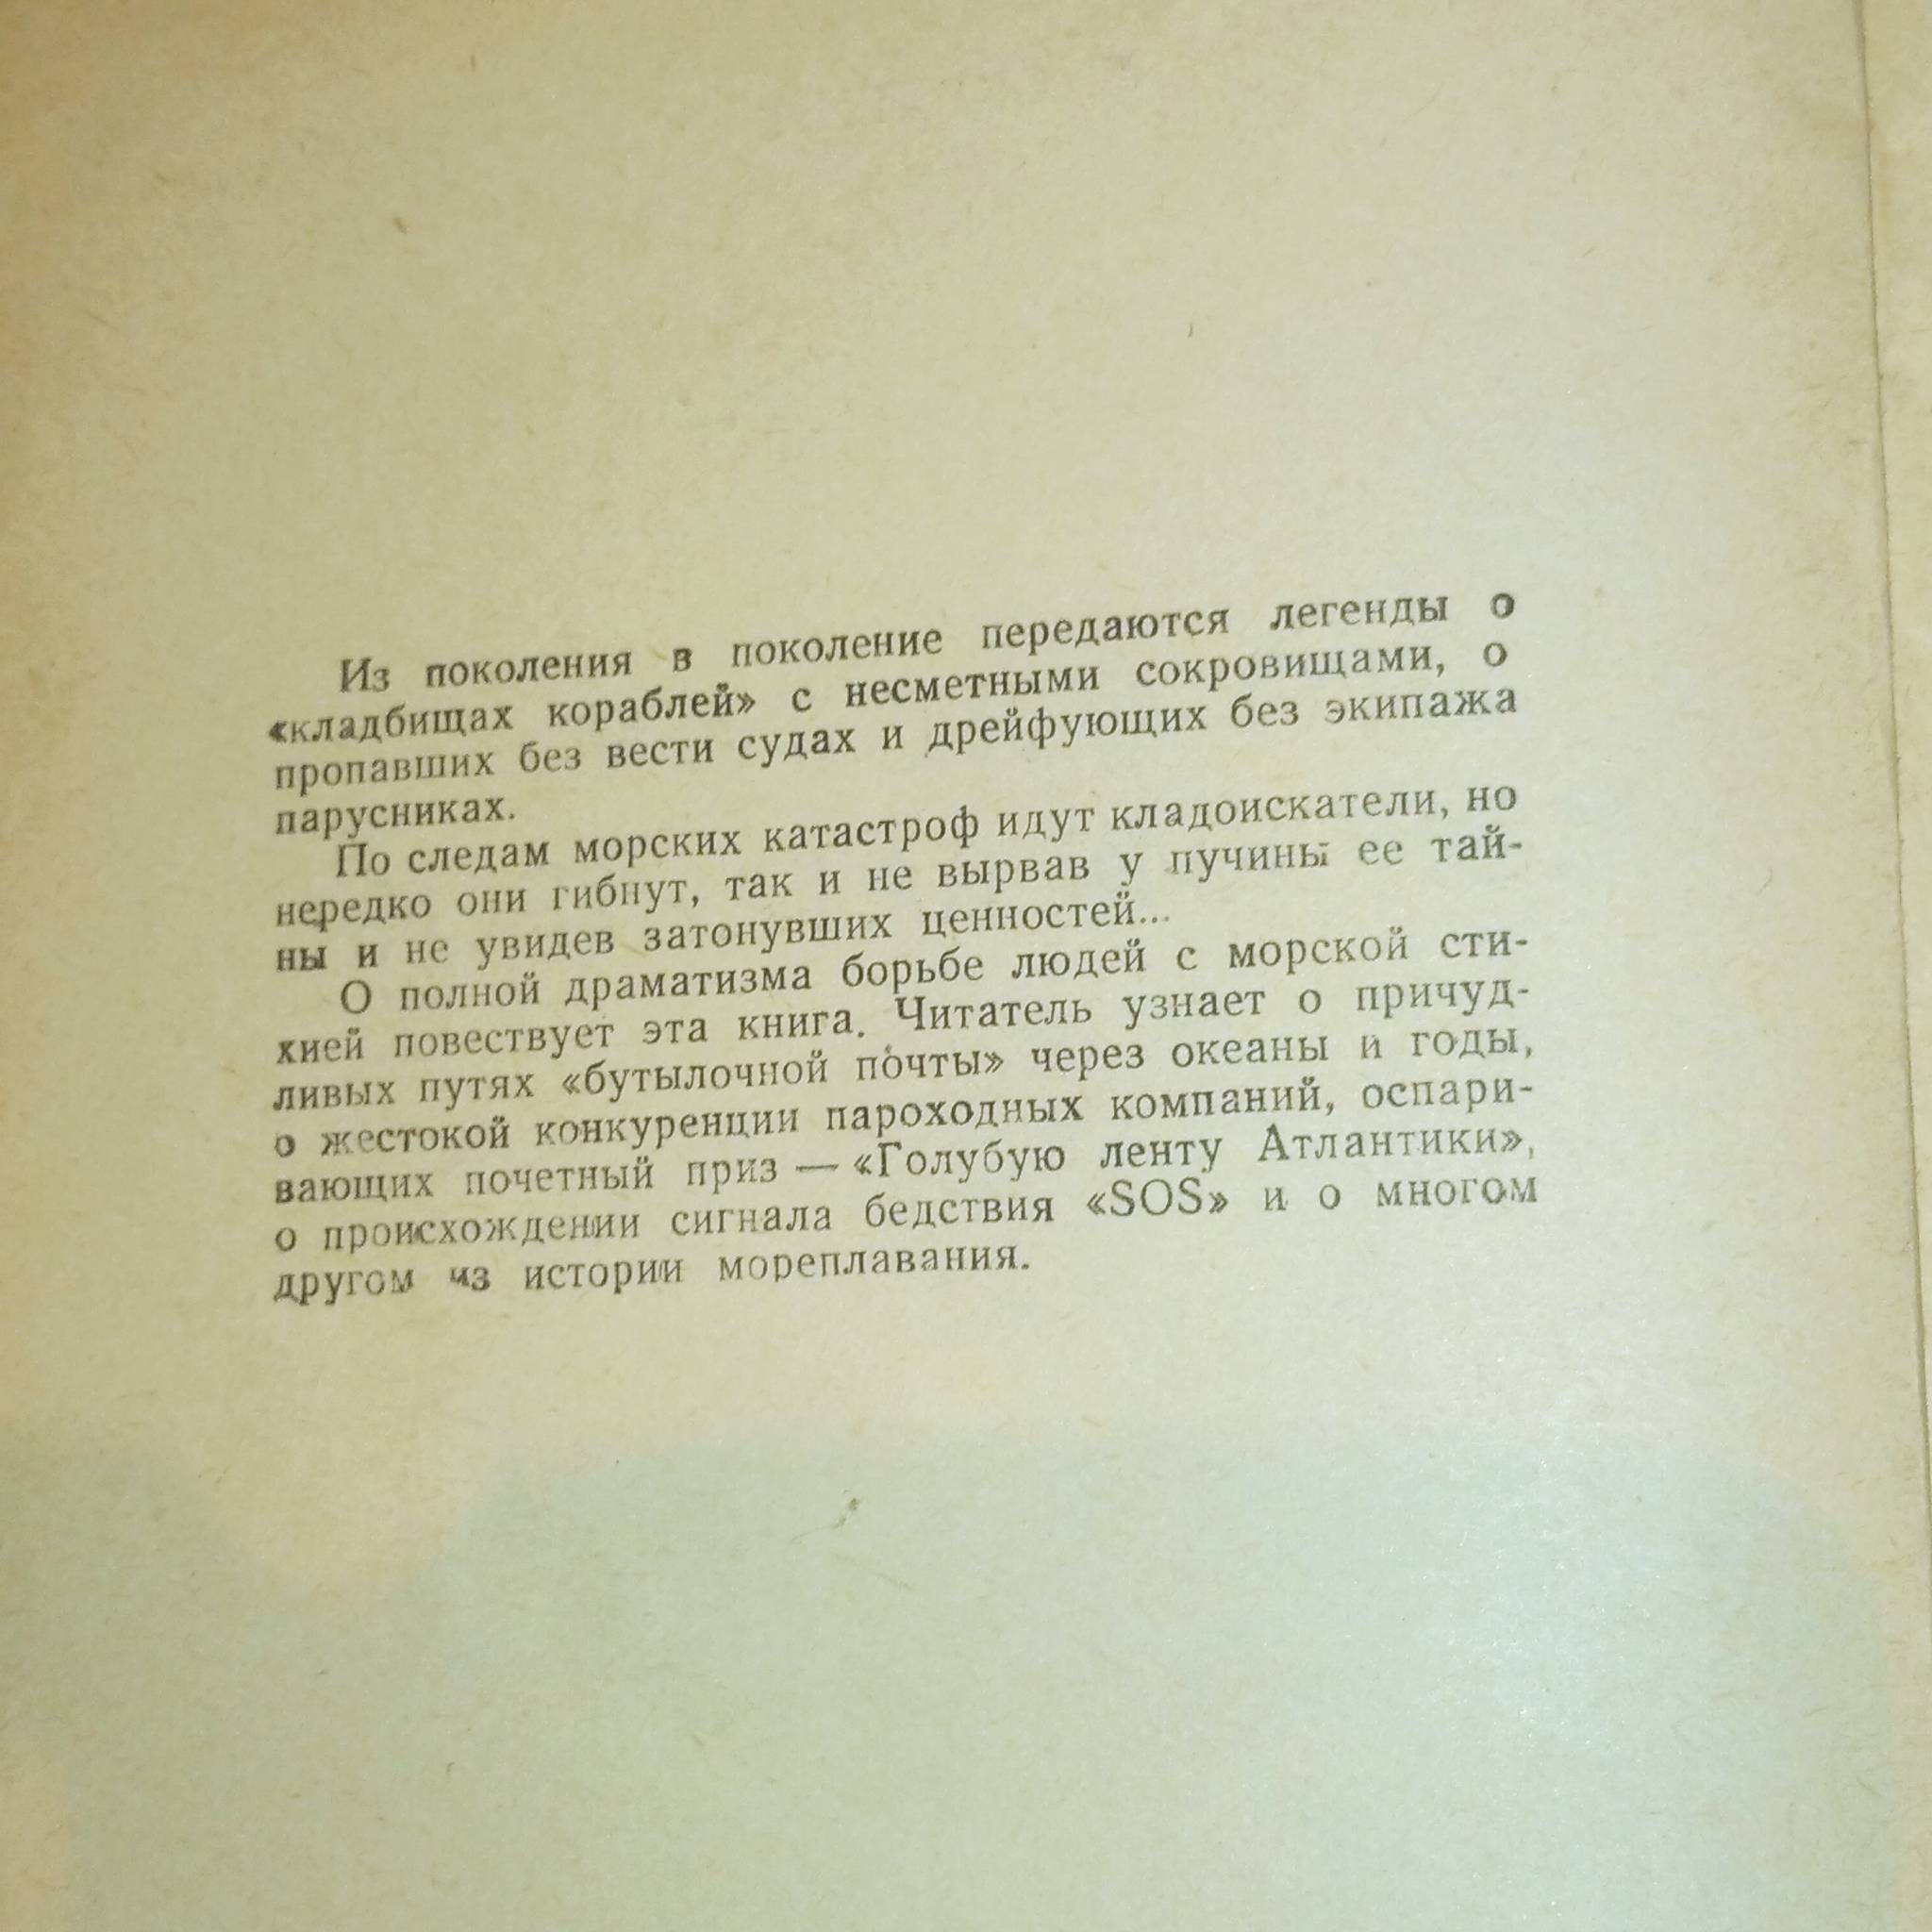 Из поколения в поколение передаются легенды о
«кладбищах кораблей» с несметными сокровищами, о
пропавших без вести судах и дрейфующих без экипажа
парусниках.
По следам морских катастроф идут кладоискатели, но
нередко они гибнут, так и не вырвав у пучины ее тай-
ны и не увидев затонувших ценностей...
О полной драматизма борьбе людей с морской сти-
хией повествует эта книга. Читатель узнает о причуд-
ливых путях «бутылочной почты» через океаны и годы,
о жестокой конкуренции пароходных компаний, оспари-
вающих почетный приз — «Голубую ленту Атлантики»,
о происхождении сигнала бедствия «SOS» и о многом
другом из истории мореплавания.